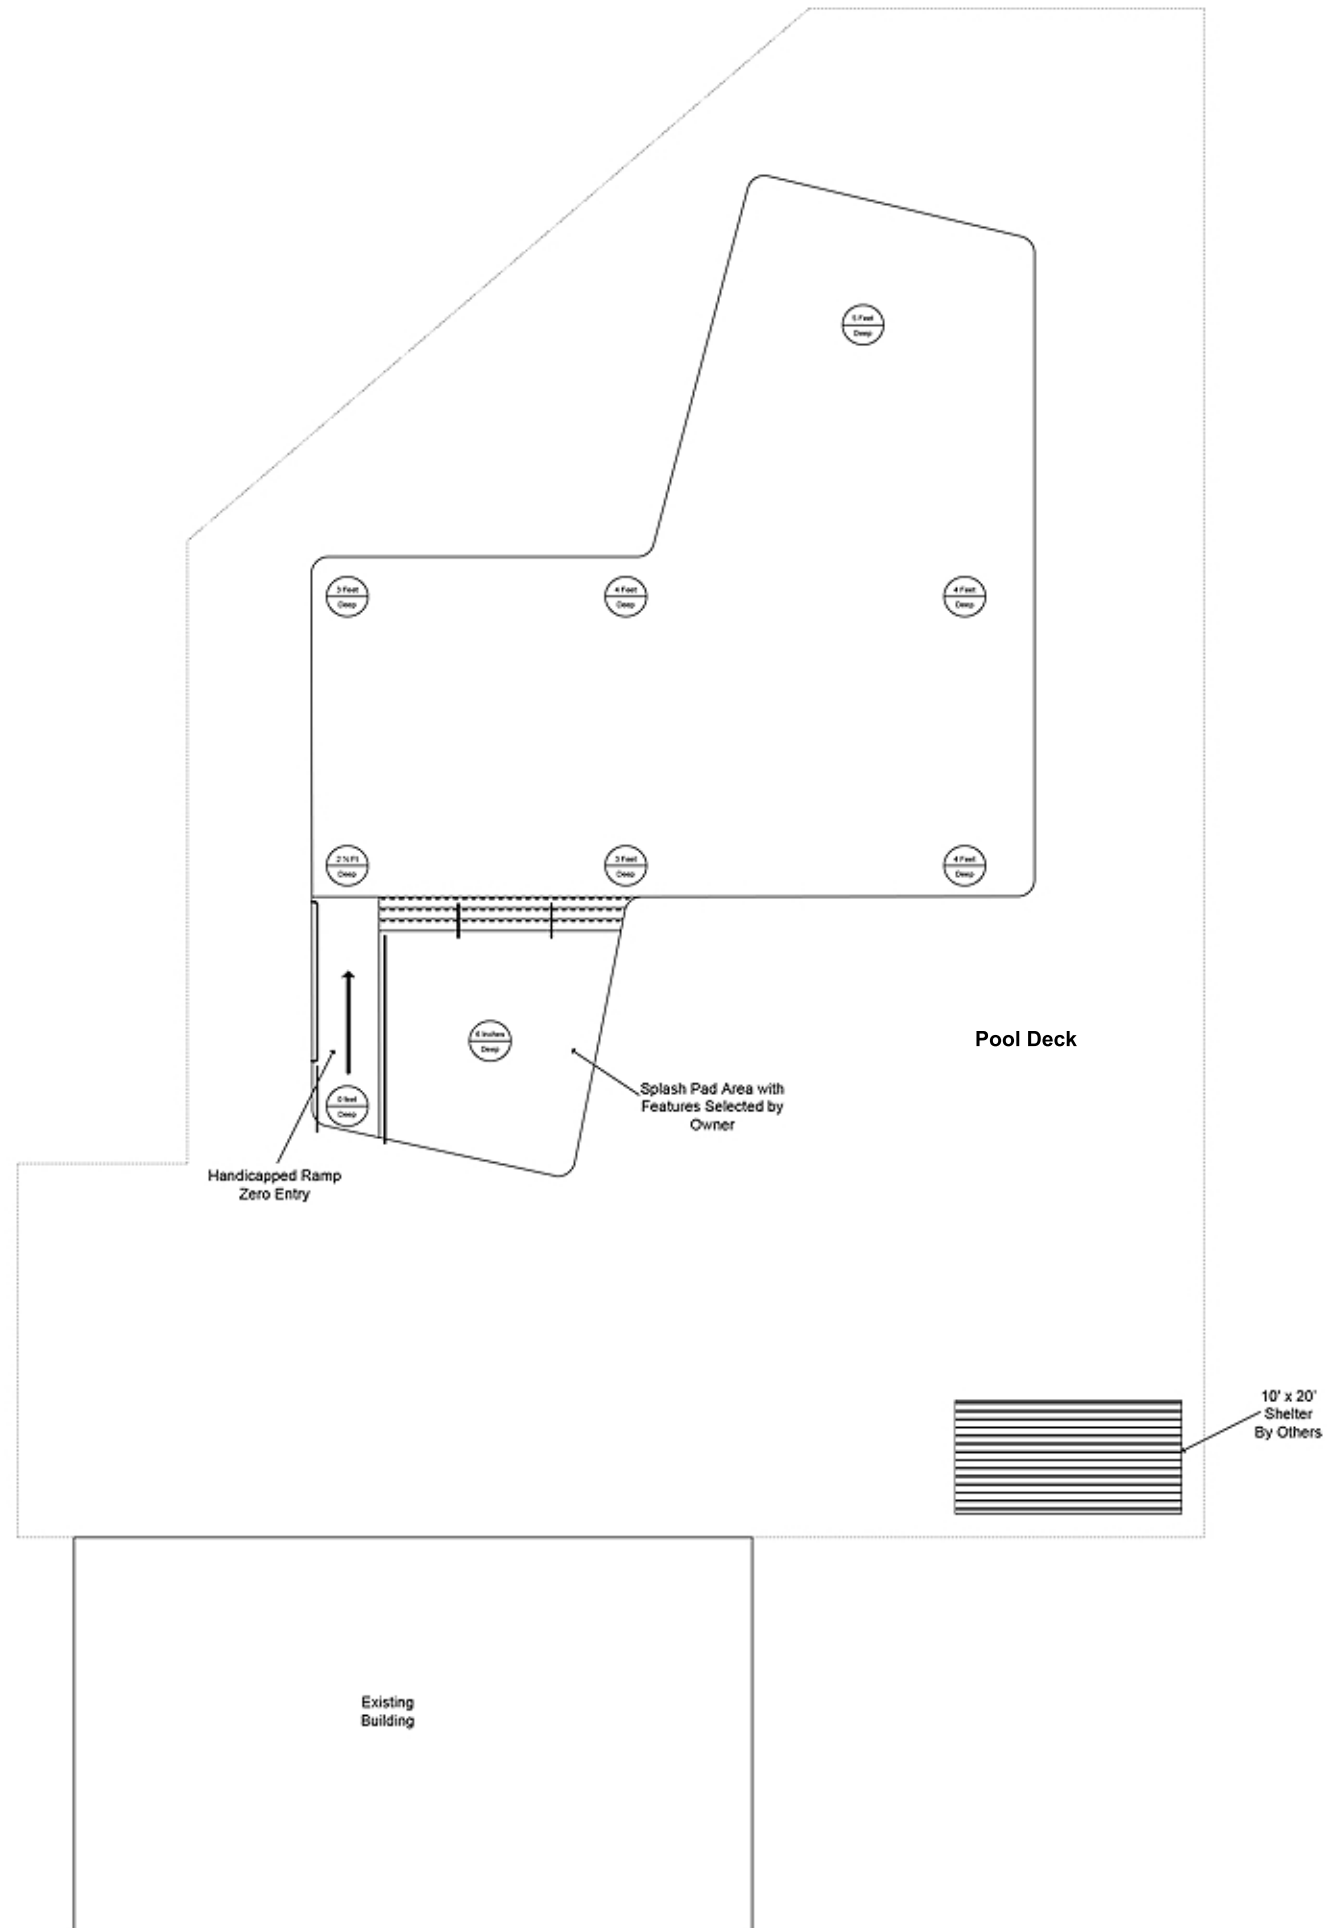 5 Feet
Deep
3 Feet
Deep
4 Feet
Deep
4 Feet
Deep
2 ½ Ft
Deep
3 Feet
Deep
4 Feet
Deep
6 Inches
Deep
Pool Deck
0 feet
Deep
Splash Pad Area with
Features Selected by
Owner
Handicapped Ramp
Zero Entry
10' x 20'
Shelter
By Others
Existing
Building